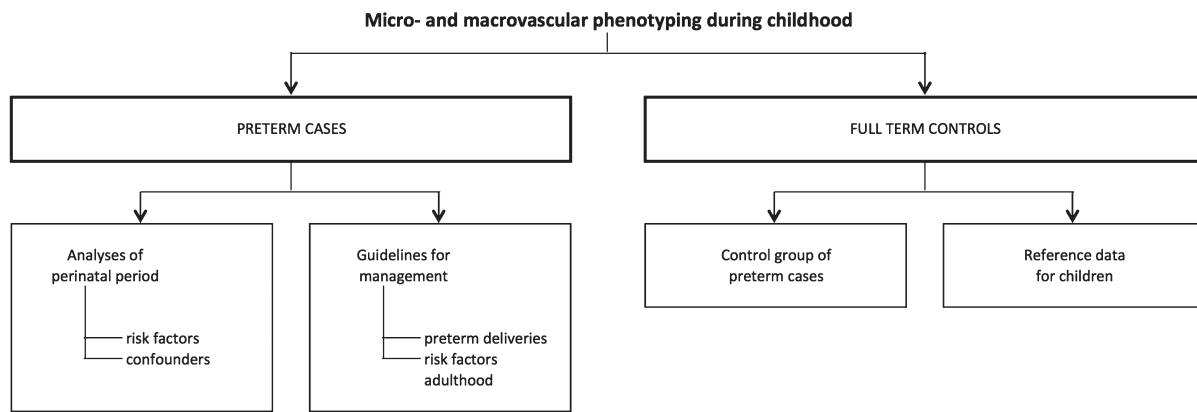 Micro- and macrovascular phenotyping during childhood
PRETERM CASES
FULL TERM CONTROLS
Analyses of
perinatal period
risk factors
confounders
Guidelines for
management
preterm deliveries
risk factors
adulthood
Control group of
preterm cases
Reference data
for children